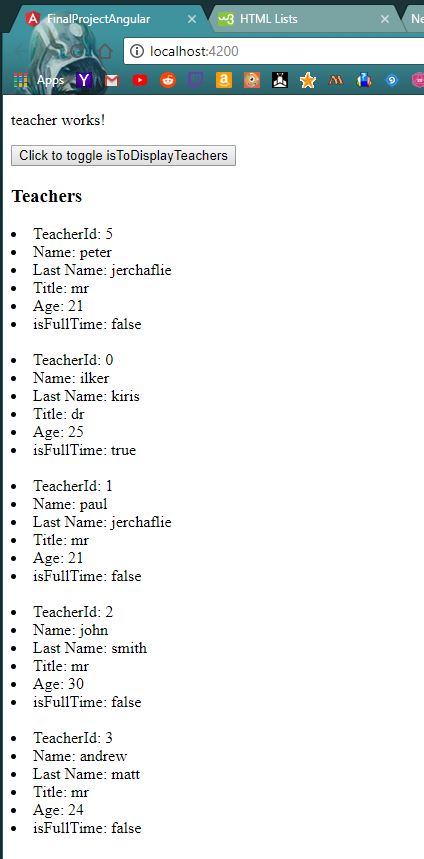 FinalProjectAngular
HTML Lists
Ne
localhost:4200
Apps
teacher works!
Click to toggle isToDisplayTeachers
Teachers
TeacherId: 5
Name: peter
Last Name: jerchaflie
Title: mr
Age: 21
isFullTime: false
TeacherId: 0
Name: ilker
Last Name: kiris
Title: dr
Age: 25
isFullTime: true
TeacherId: 1
Name: paul
Last Name: jerchaflie
Title: mr
Age: 21
isFullTime: false
TeacherId: 2
Name: john
Last Name: smith
Title: mr
Age: 30
isFullTime: false
TeacherId: 3
Name: andrew
Last Name: matt
Title: mr
Age: 24
isFullTime: false